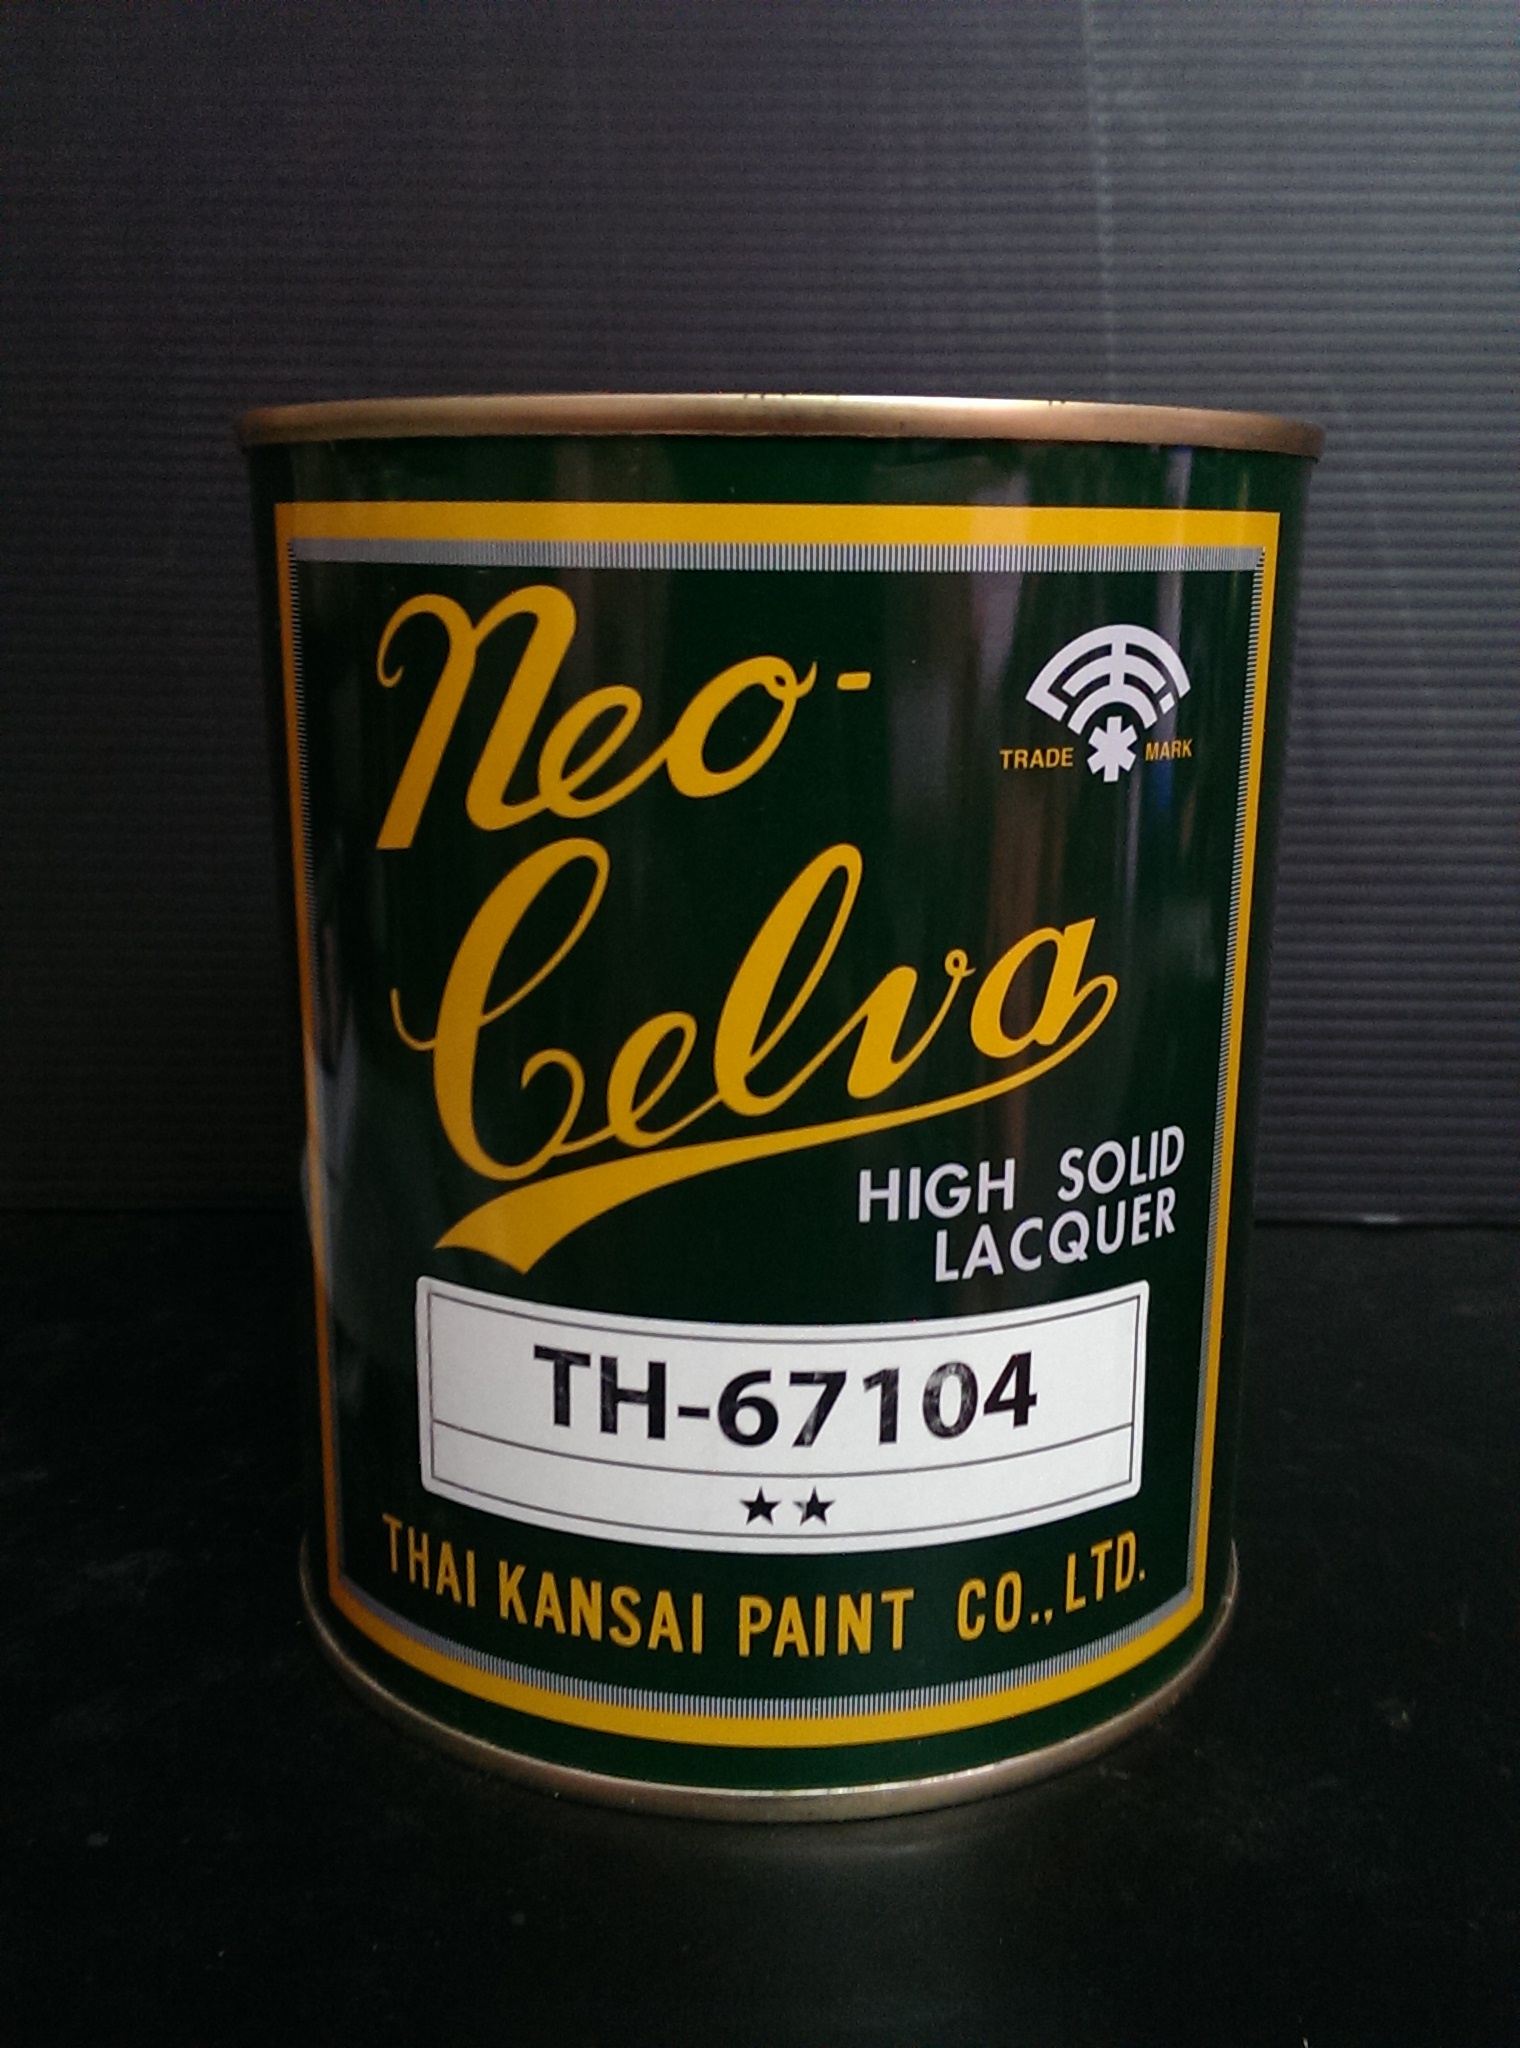 Neo-
Celva
TRADE MARK
HIGH SOLID
LACQUER
TH-67104
★★
THAI KANSAI PAINT CO., LTD.